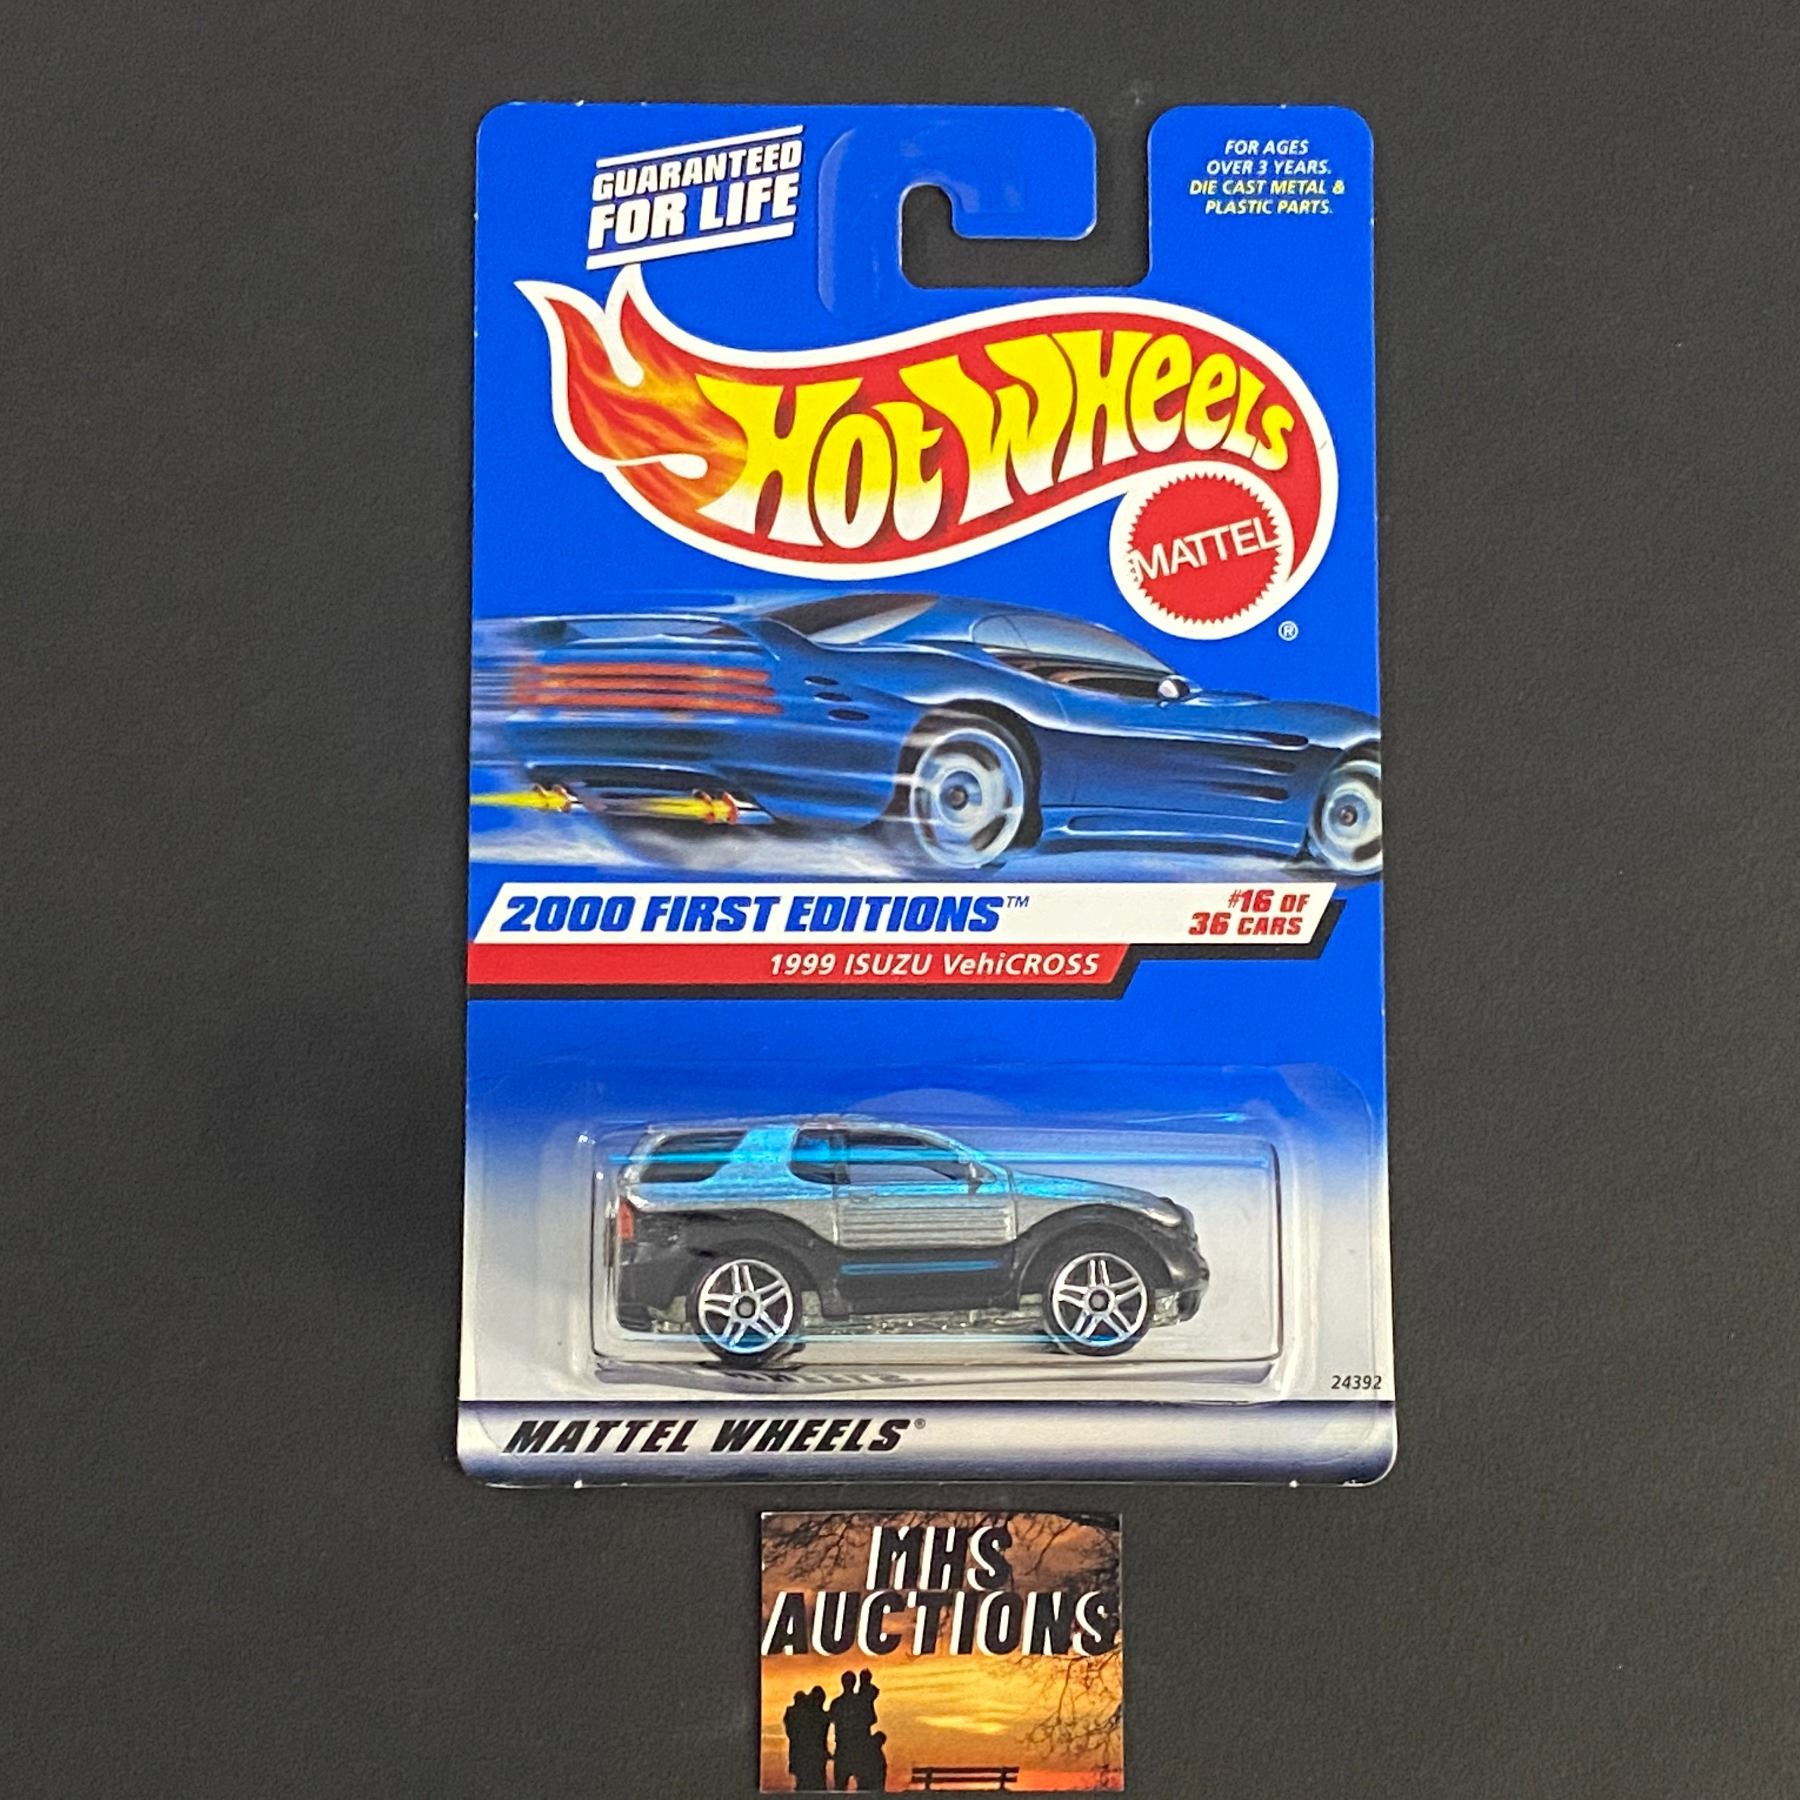 GUARANTEED
FOR LIFE
FOR AGES
OVER 3 YEARS.
DIE CAST METAL &
PLASTIC PARTS.
HOT WHEELS
MATTEL
®
2000 FIRST EDITIONS™
#16 OF
36 CARS
1999 ISUZU VehiCROSS
24392
MATTEL WHEELS®
MHS
AUCTIONS